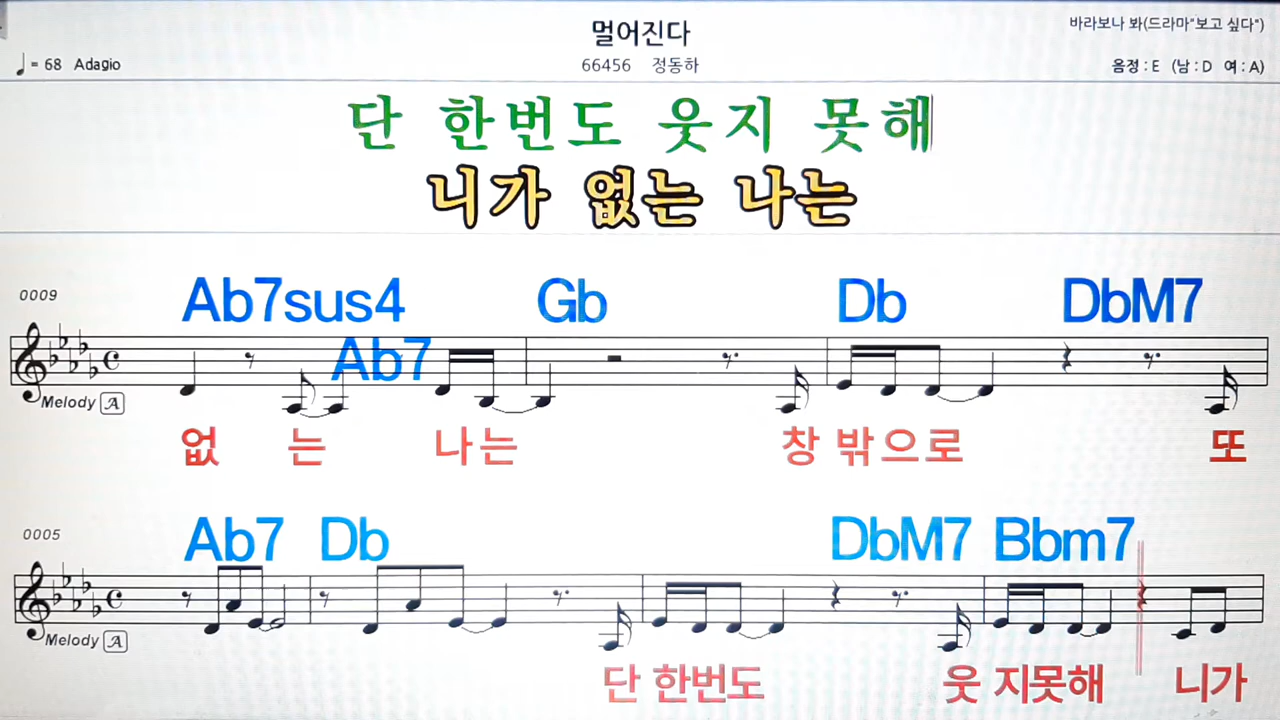 멀어진다
바라보나 봐(드라마"보고 싶다")
♩= 68 Adagio
66456 정동하
음정 : E (남 : D 여 : A)
단 한번도 웃지 못해
니가 없는 나는
0009
Ab7sus4 Gb Db DbM7
Ab7
Melody A
없 는 나는 창 밖으로 또
0005
Ab7 Db DbM7 Bbm7
Melody A
단 한번도 웃 지못해 니가